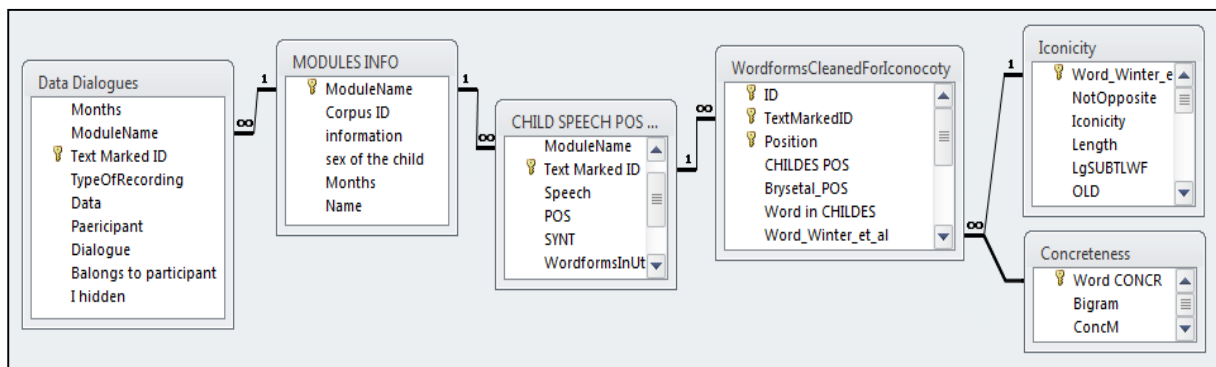 Data Dialogues
Months
ModuleName
Text Marked ID
TypeOfRecording
Data
Paericipant
Dialogue
Balongs to participant
I hidden
∞
1
MODULES INFO
ModuleName
Corpus ID
information
sex of the child
Months
Name
1
∞
CHILD SPEECH POS ...
ModuleName
Text Marked ID
Speech
POS
SYNT
WordformsInUt
1
∞
WordformsCleanedForIconocoty
ID
TextMarkedID
Position
CHILDES POS
Brysetal_POS
Word in CHILDES
Word_Winter_et_al
∞
1
Iconicity
Word_Winter_e
NotOpposite
Iconicity
Length
LgSUBTLWF
OLD
Concreteness
Word CONCR
Bigram
ConcM